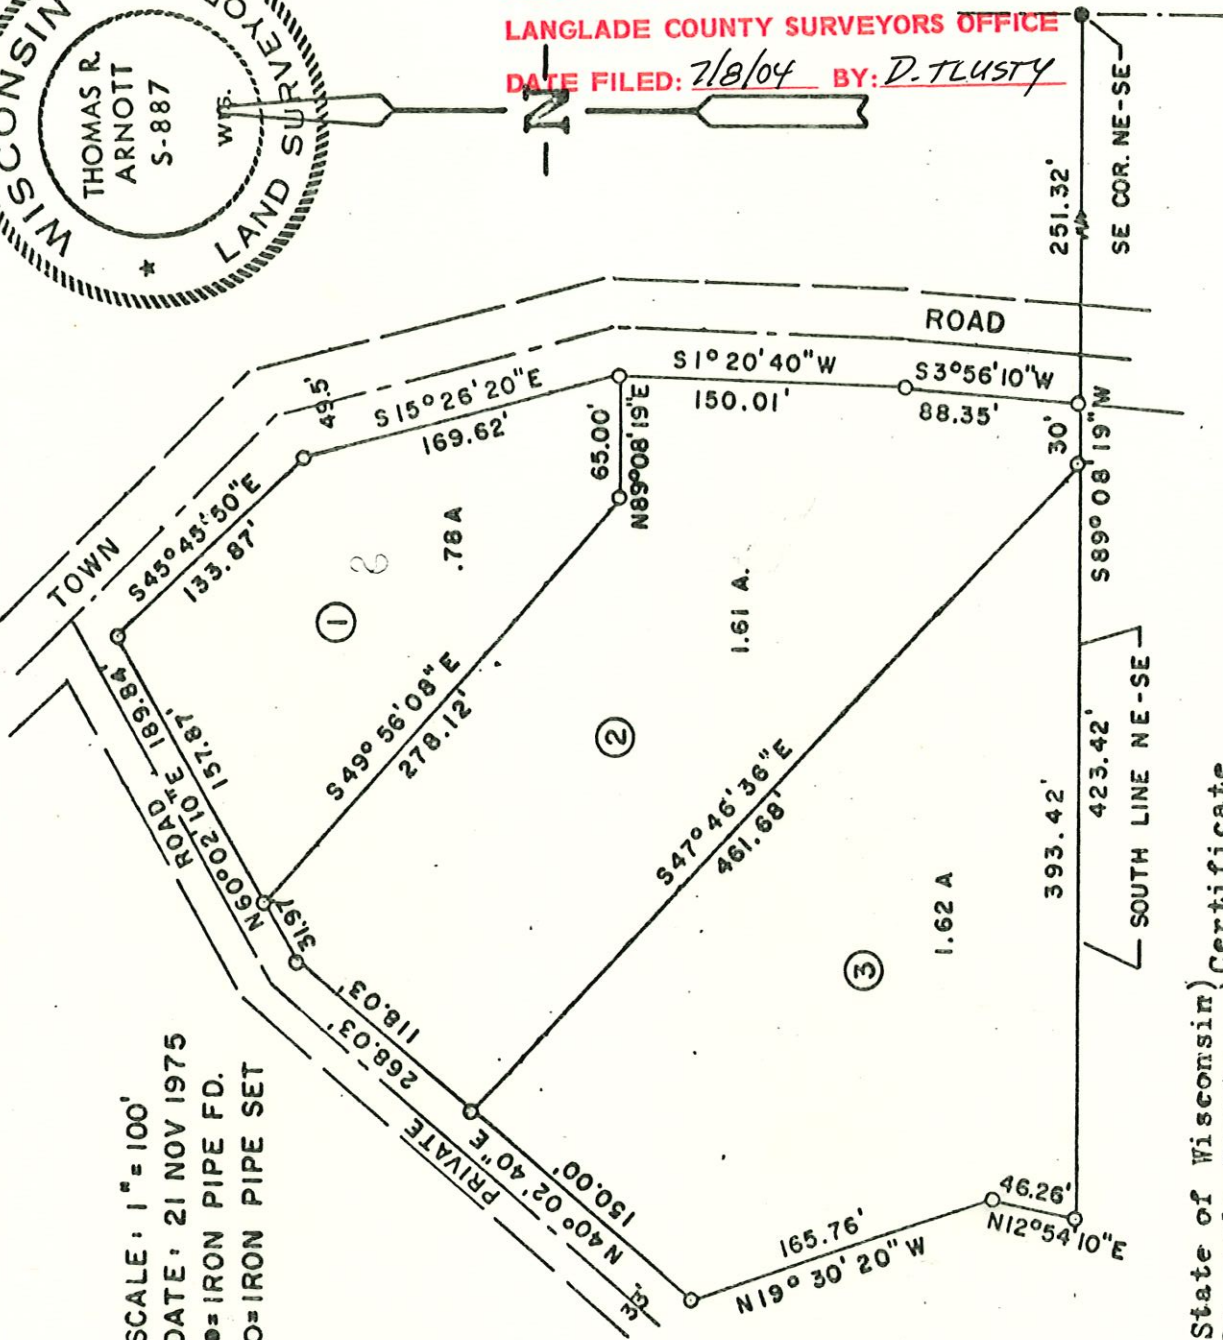 LANGLADE COUNTY SURVEYORS OFFICE
DATE FILED: 7/8/04 BY: D. TLUSTY
WISCONSIN
THOMAS R.
ARNOTT
S-887
WIS.
LAND SURVEYOR
N
251.32'
SE COR. NE-SE
ROAD
S1°20'40"W
150.01'
S3°56'10"W
88.35'
S15°26'20"E
169.62'
49.5'
65.00'
N89°08'19"E
30'
S89°08'19"W
TOWN
S45°45'50"E
133.87'
1
.78 A
189.84'
157.87'
N60°02'10"E
ROAD
S49°56'08"E
278.12'
1.61 A.
2
31.97'
118.03'
268.03'
S47°46'36"E
461.68'
393.42'
423.42'
SOUTH LINE NE-SE
3
1.62 A
PRIVATE
N40°02'40"E
150.00'
33'
165.76'
N19°30'20"W
46.26'
N12°54'10"E
SCALE: 1"=100'
DATE: 21 NOV 1975
=IRON PIPE FD.
O=IRON PIPE SET
State of Wisconsin)
Certificate